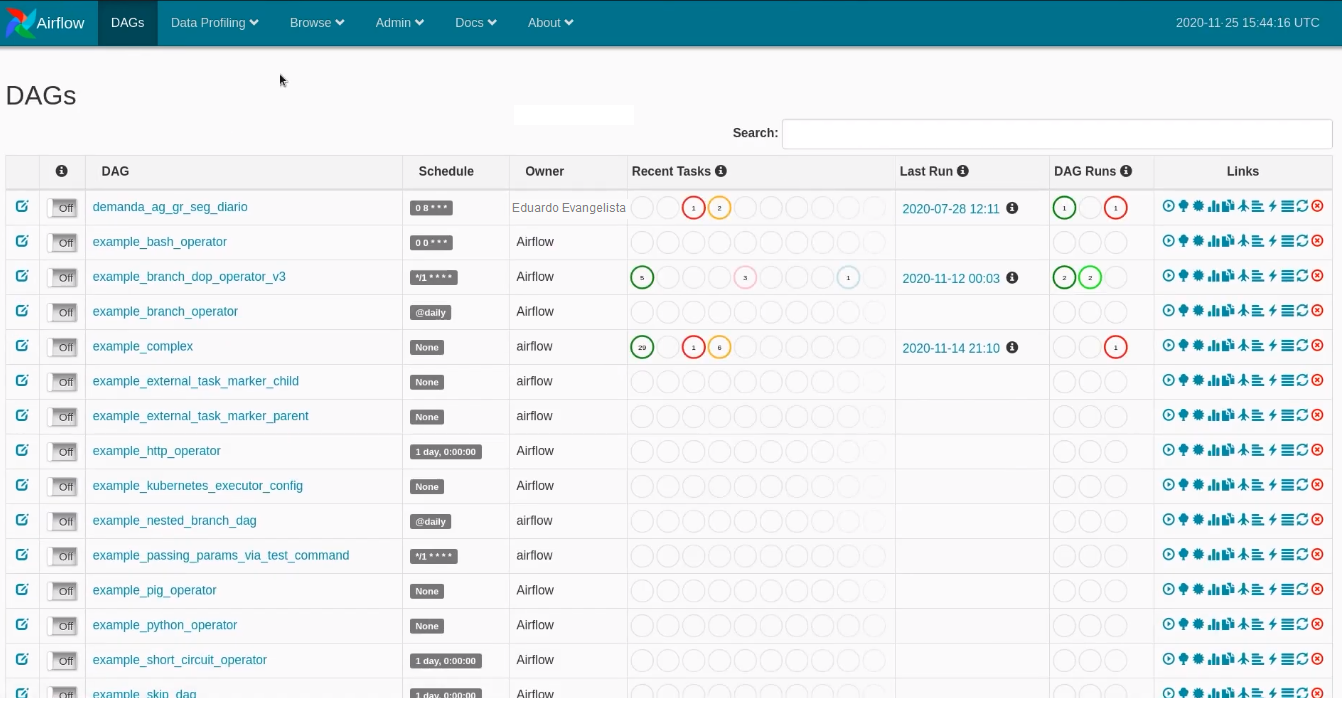 Airflow DAGs Data Profiling Browse Admin Docs About 2020-11-25 15:44:16 UTC
DAGs
Search:
DAG Schedule Owner Recent Tasks Last Run DAG Runs Links
Off demanda_ag_gr_seg_diario 0 8 * * * Eduardo Evangelista 1 2 2020-07-28 12:11 1 1
Off example_bash_operator 0 0 * * * Airflow
Off example_branch_dop_operator_v3 */1 * * * * Airflow 5 3 1 2020-11-12 00:03 2 2
Off example_branch_operator @daily Airflow
Off example_complex None airflow 29 1 6 2020-11-14 21:10 1
Off example_external_task_marker_child None airflow
Off example_external_task_marker_parent None airflow
Off example_http_operator 1 day, 0:00:00 Airflow
Off example_kubernetes_executor_config None Airflow
Off example_nested_branch_dag @daily airflow
Off example_passing_params_via_test_command */1 * * * * airflow
Off example_pig_operator None Airflow
Off example_python_operator None Airflow
Off example_short_circuit_operator 1 day, 0:00:00 Airflow
Off example_skip_dag 1 day, 0:00:00 Airflow